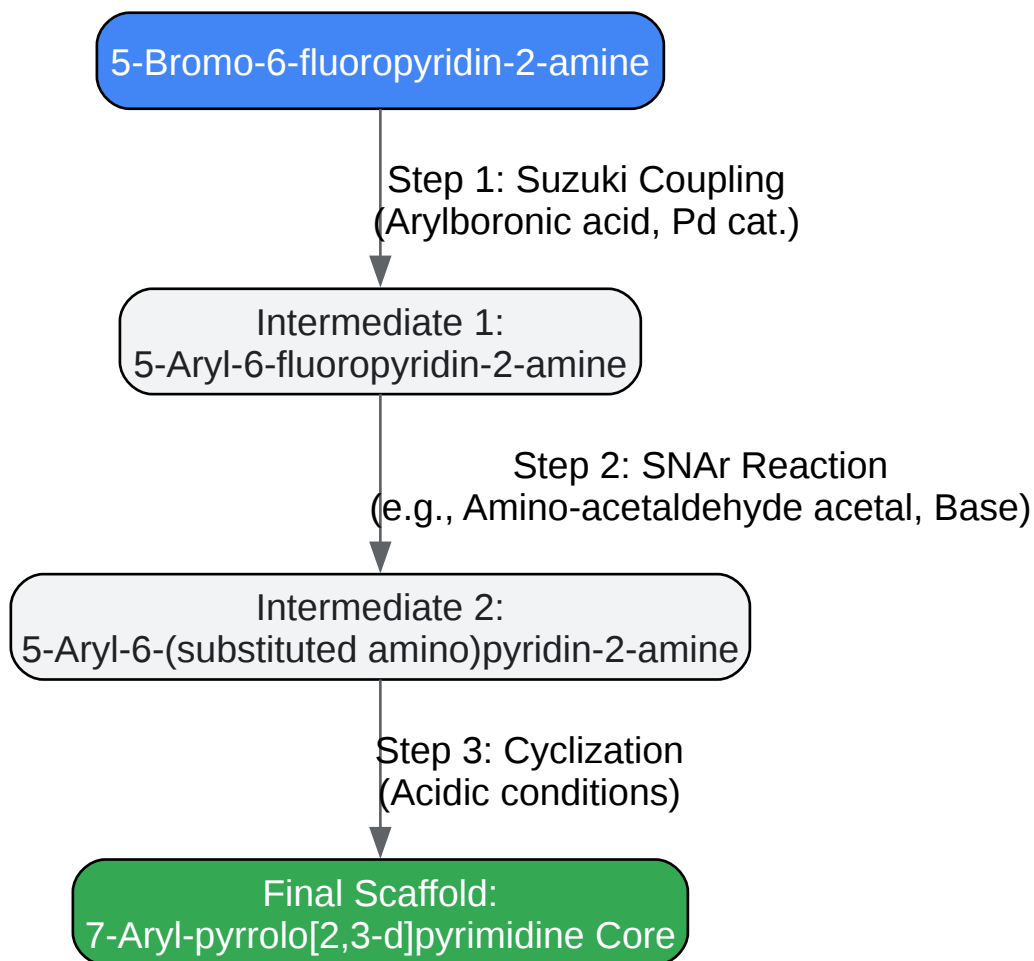 5-Bromo-6-fluoropyridin-2-amine
Step 1: Suzuki Coupling
(Arylboronic acid, Pd cat.)
Intermediate 1:
5-Aryl-6-fluoropyridin-2-amine
Step 2: SNAr Reaction
(e.g., Amino-acetaldehyde acetal, Base)
Intermediate 2:
5-Aryl-6-(substituted amino)pyridin-2-amine
Step 3: Cyclization
(Acidic conditions)
Final Scaffold:
7-Aryl-pyrrolo[2,3-d]pyrimidine Core